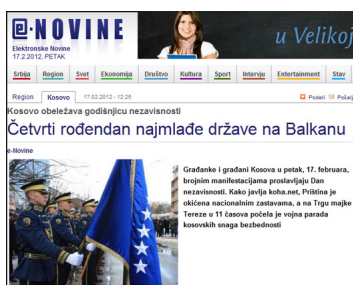 e-NOVINE
Elektronske Novine
17.2.2012, PETAK
u Velikoj
Srbija Region Svet Ekonomija Društvo Kultura Sport Intervju Entertainment Stav
Region Kosovo 17.02.2012 - 12:25 Podeli Pošalj
Kosovo obeležava godišnjicu nezavisnosti
Četvrti rođendan najmlađe države na Balkanu
e-Novine
Građanke i građani Kosova u petak, 17. februara,
brojnim manifestacijama proslavljaju Dan
nezavisnosti. Kako javlja koha.net, Priština je
okićena nacionalnim zastavama, a na Trgu majke
Tereze u 11 časova počela je vojna parada
kosovskih snaga bezbednosti